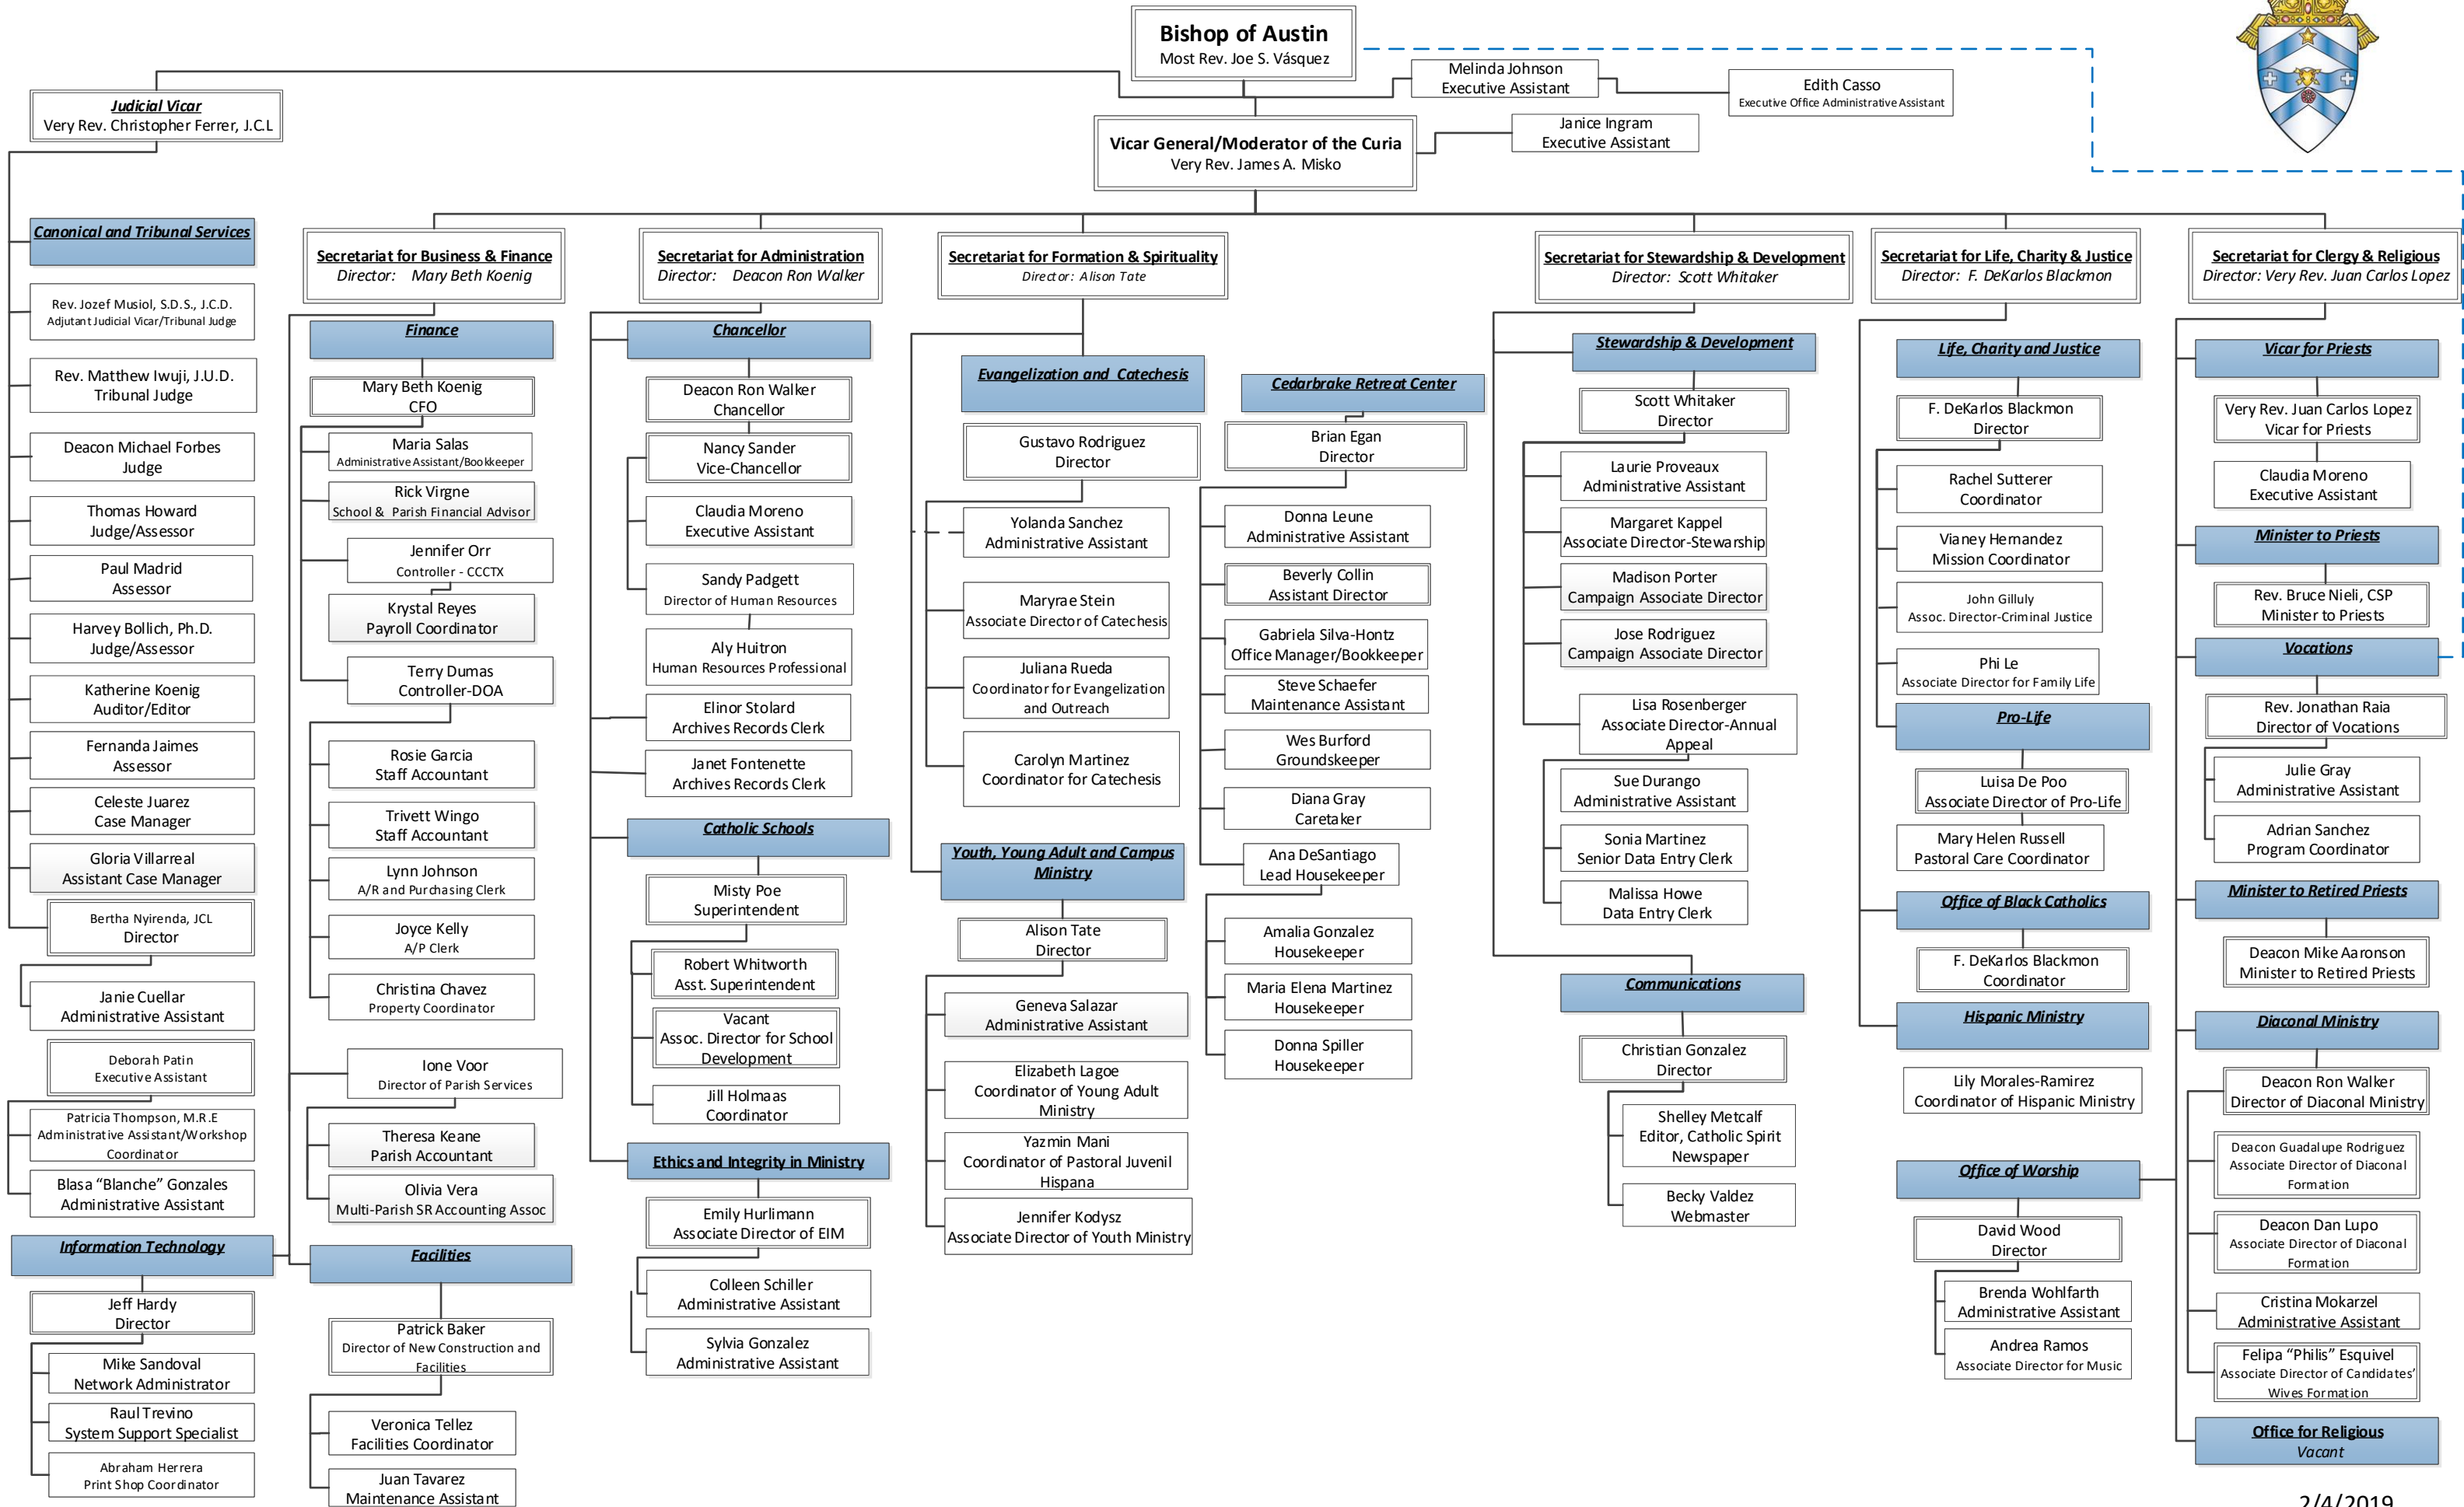 Bishop of Austin
Most Rev. Joe S. Vásquez
Melinda Johnson
Executive Assistant
Edith Casso
Executive Office Administrative Assistant
Judicial Vicar
Very Rev. Christopher Ferrer, J.C.L
Vicar General/Moderator of the Curia
Very Rev. James A. Misko
Janice Ingram
Executive Assistant
Canonical and Tribunal Services
Rev. Jozef Musiol, S.D.S., J.C.D.
Adjutant Judicial Vicar/Tribunal Judge
Rev. Matthew Iwuji, J.U.D.
Tribunal Judge
Deacon Michael Forbes
Judge
Thomas Howard
Judge/Assessor
Paul Madrid
Assessor
Harvey Bollich, Ph.D.
Judge/Assessor
Katherine Koenig
Auditor/Editor
Fernanda Jaimes
Assessor
Celeste Juarez
Case Manager
Gloria Villarreal
Assistant Case Manager
Bertha Nyirenda, JCL
Director
Janie Cuellar
Administrative Assistant
Deborah Patin
Executive Assistant
Patricia Thompson, M.R.E
Administrative Assistant/Workshop
Coordinator
Blasa “Blanche” Gonzales
Administrative Assistant
Information Technology
Jeff Hardy
Director
Mike Sandoval
Network Administrator
Raul Trevino
System Support Specialist
Abraham Herrera
Print Shop Coordinator
Secretariat for Business & Finance
Director: Mary Beth Koenig
Finance
Mary Beth Koenig
CFO
Maria Salas
Administrative Assistant/Bookkeeper
Rick Virgne
School & Parish Financial Advisor
Jennifer Orr
Controller - CCCTX
Krystal Reyes
Payroll Coordinator
Terry Dumas
Controller-DOA
Rosie Garcia
Staff Accountant
Trivett Wingo
Staff Accountant
Lynn Johnson
A/R and Purchasing Clerk
Joyce Kelly
A/P Clerk
Christina Chavez
Property Coordinator
Ione Voor
Director of Parish Services
Theresa Keane
Parish Accountant
Olivia Vera
Multi-Parish SR Accounting Assoc
Facilities
Patrick Baker
Director of New Construction and
Facilities
Veronica Tellez
Facilities Coordinator
Juan Tavarez
Maintenance Assistant
Secretariat for Administration
Director: Deacon Ron Walker
Chancellor
Deacon Ron Walker
Chancellor
Nancy Sander
Vice-Chancellor
Claudia Moreno
Executive Assistant
Sandy Padgett
Director of Human Resources
Aly Huitron
Human Resources Professional
Elinor Stolard
Archives Records Clerk
Janet Fontenette
Archives Records Clerk
Catholic Schools
Misty Poe
Superintendent
Robert Whitworth
Asst. Superintendent
Vacant
Assoc. Director for School
Development
Jill Holmaas
Coordinator
Ethics and Integrity in Ministry
Emily Hurlimann
Associate Director of EIM
Colleen Schiller
Administrative Assistant
Sylvia Gonzalez
Administrative Assistant
Secretariat for Formation & Spirituality
Director: Alison Tate
Evangelization and Catechesis
Gustavo Rodriguez
Director
Yolanda Sanchez
Administrative Assistant
Maryrae Stein
Associate Director of Catechesis
Juliana Rueda
Coordinator for Evangelization
and Outreach
Carolyn Martinez
Coordinator for Catechesis
Youth, Young Adult and Campus
Ministry
Alison Tate
Director
Geneva Salazar
Administrative Assistant
Elizabeth Lagoe
Coordinator of Young Adult
Ministry
Yazmin Mani
Coordinator of Pastoral Juvenil
Hispana
Jennifer Kodysz
Associate Director of Youth Ministry
Cedarbrake Retreat Center
Brian Egan
Director
Donna Leune
Administrative Assistant
Beverly Collin
Assistant Director
Gabriela Silva-Hontz
Office Manager/Bookkeeper
Steve Schaefer
Maintenance Assistant
Wes Burford
Groundskeeper
Diana Gray
Caretaker
Ana DeSantiago
Lead Housekeeper
Amalia Gonzalez
Housekeeper
Maria Elena Martinez
Housekeeper
Donna Spiller
Housekeeper
Secretariat for Stewardship & Development
Director: Scott Whitaker
Stewardship & Development
Scott Whitaker
Director
Laurie Proveaux
Administrative Assistant
Margaret Kappel
Associate Director-Stewarship
Madison Porter
Campaign Associate Director
Jose Rodriguez
Campaign Associate Director
Lisa Rosenberger
Associate Director-Annual
Appeal
Sue Durango
Administrative Assistant
Sonia Martinez
Senior Data Entry Clerk
Malissa Howe
Data Entry Clerk
Communications
Christian Gonzalez
Director
Shelley Metcalf
Editor, Catholic Spirit
Newspaper
Becky Valdez
Webmaster
Secretariat for Life, Charity & Justice
Director: F. DeKarlos Blackmon
Life, Charity and Justice
F. DeKarlos Blackmon
Director
Rachel Sutterer
Coordinator
Vianey Hernandez
Mission Coordinator
John Gilluly
Assoc. Director-Criminal Justice
Phi Le
Associate Director for Family Life
Pro-Life
Luisa De Poo
Associate Director of Pro-Life
Mary Helen Russell
Pastoral Care Coordinator
Office of Black Catholics
F. DeKarlos Blackmon
Coordinator
Hispanic Ministry
Lily Morales-Ramirez
Coordinator of Hispanic Ministry
Office of Worship
David Wood
Director
Brenda Wohlfarth
Administrative Assistant
Andrea Ramos
Associate Director for Music
Secretariat for Clergy & Religious
Director: Very Rev. Juan Carlos Lopez
Vicar for Priests
Very Rev. Juan Carlos Lopez
Vicar for Priests
Claudia Moreno
Executive Assistant
Minister to Priests
Rev. Bruce Nieli, CSP
Minister to Priests
Vocations
Rev. Jonathan Raia
Director of Vocations
Julie Gray
Administrative Assistant
Adrian Sanchez
Program Coordinator
Minister to Retired Priests
Deacon Mike Aaronson
Minister to Retired Priests
Diaconal Ministry
Deacon Ron Walker
Director of Diaconal Ministry
Deacon Guadalupe Rodriguez
Associate Director of Diaconal
Formation
Deacon Dan Lupo
Associate Director of Diaconal
Formation
Cristina Mokarzel
Administrative Assistant
Felipa “Philis” Esquivel
Associate Director of Candidates’
Wives Formation
Office for Religious
Vacant
2/4/2019